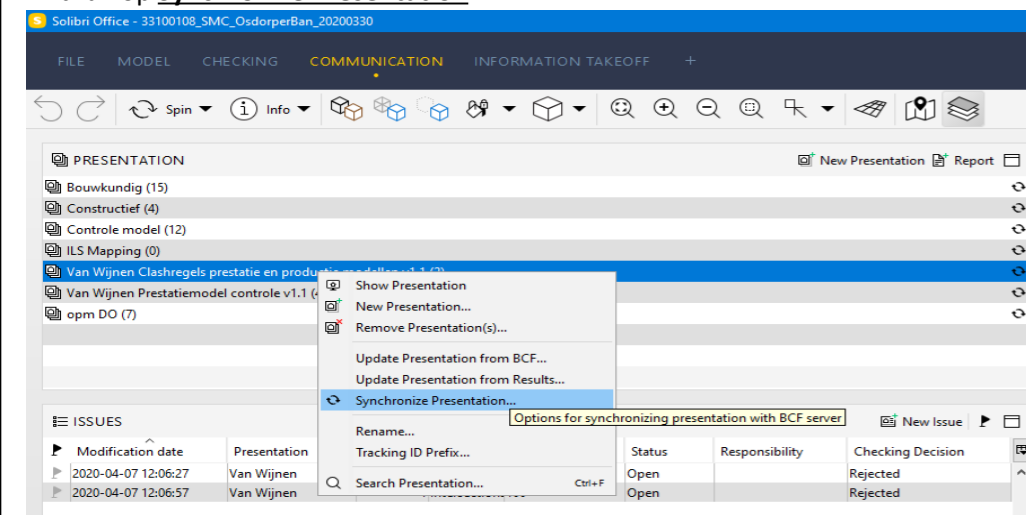 Solibri Office - 33100108_SMC_OsdorperBan_20200330
FILE MODEL CHECKING COMMUNICATION INFORMATION TAKEOFF +
Spin Info
PRESENTATION New Presentation Report
Bouwkundig (15)
Constructief (4)
Controle model (12)
ILS Mapping (0)
Van Wijnen Clashregels prestatie en productie modellen v1.1 (2)
Van Wijnen Prestatiemodel controle v1.1
opm DO (7)
Show Presentation
New Presentation...
Remove Presentation(s)...
Update Presentation from BCF...
Update Presentation from Results...
Synchronize Presentation...
Options for synchronizing presentation with BCF server
Rename...
Tracking ID Prefix...
Search Presentation... Ctrl+F
ISSUES New Issue
Modification date Presentation Status Responsibility Checking Decision
2020-04-07 12:06:27 Van Wijnen Open Rejected
2020-04-07 12:06:57 Van Wijnen Open Rejected